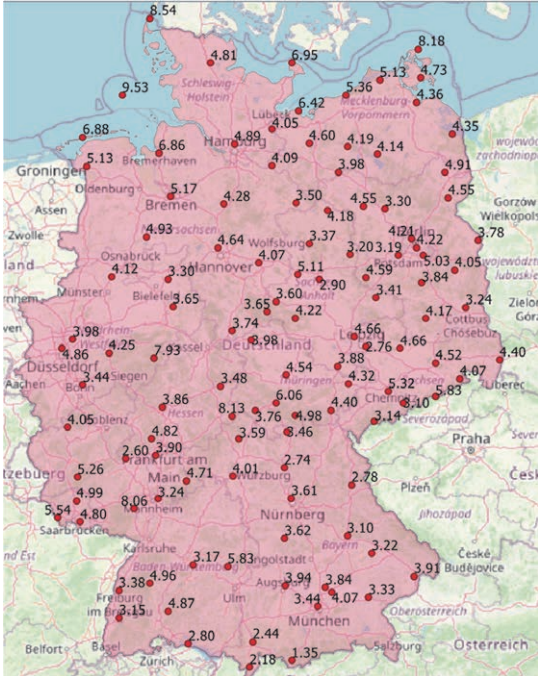 8.54
4.81
6.95
8.18
Schleswig-
Holstein
5.13
4.73
9.53
5.36
4.36
6.42
Mecklenburg-
Vorpommern
Lübeck
4.05
6.88
6.86
4.89
Hamburg
4.60
4.19
4.14
4.35
Groningen
5.13
Bremerhaven
4.09
3.98
4.91
zachodniopor
Oldenburg
5.17
Bremen
4.28
3.50
4.18
4.55
3.30
4.55
Gorzów
Wielkopols
Assen
Zwolle
4.93
4.64
Wolfsburg
3.37
4.21
Berlin
4.22
3.78
Osnabrück
Hannover
4.07
3.20
3.19
Potsdam
5.03
4.05
4.12
3.30
5.11
2.90
4.59
3.84
lubuskie
Münster
Bielefeld
3.65
3.60
3.65
4.22
Anhalt
3.41
4.17
3.24
Cottbus
Chóśebuz
Zielon
Góra
3.74
3.98
Deutschland
3.98
4.86
4.25
Düsseldorf
7.93
4.54
4.66
Leipzig
2.76
4.66
3.88
4.52
4.40
Aachen
Bonn
Siegen
3.44
3.48
Thüringen
4.32
5.32
4.07
Liberec
5.83
Hessen
3.86
8.13
6.06
3.76
4.98
4.40
8.10
3.14
Severozápad
4.05
Koblenz
4.82
3.59
3.46
Praha
2.60
3.90
Frankfurt am
Main
4.71
4.01
Würzburg
2.74
2.78
Plzeň
5.26
4.99
8.06
3.24
Mannheim
3.61
Jihozápad
5.54
4.80
Saarbrücken
Nürnberg
Karlsruhe
3.62
3.10
Bayern
3.22
České
Budějovice
Baden-Württemberg
3.17
5.83
Ingolstadt
3.91
3.38
4.96
Augsburg
3.94
3.84
Freiburg
im Breisgau
3.15
4.87
Ulm
3.44
4.07
3.33
München
Oberösterreich
Belfort
Basel
Zürich
2.80
2.44
2.18
1.35
Salzburg
Österreich